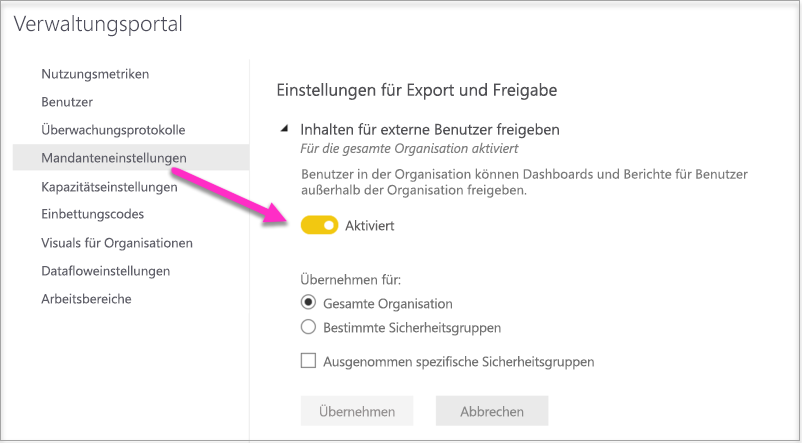 Verwaltungsportal
Nutzungsmetriken
Benutzer
Überwachungsprotokolle
Mandanteneinstellungen
Kapazitätseinstellungen
Einbettungscodes
Visuals für Organisationen
Datafloweinstellungen
Arbeitsbereiche
Einstellungen für Export und Freigabe
Inhalten für externe Benutzer freigeben
Für die gesamte Organisation aktiviert
Benutzer in der Organisation können Dashboards und Berichte für Benutzer
außerhalb der Organisation freigeben.
Aktiviert
Übernehmen für:
Gesamte Organisation
Bestimmte Sicherheitsgruppen
Ausgenommen spezifische Sicherheitsgruppen
Übernehmen
Abbrechen